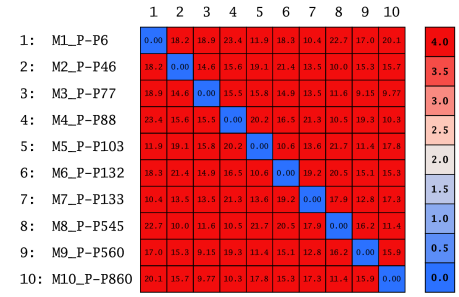 1 2 3 4 5 6 7 8 9 10
1: M1_P-P6 0.00 18.2 18.9 23.4 11.9 18.3 10.4 22.7 17.0 20.1 4.0
2: M2_P-P46 18.2 0.00 14.6 15.6 19.1 21.4 13.5 10.0 15.3 15.7 3.5
3: M3_P-P77 18.9 14.6 0.00 15.5 15.8 14.9 13.5 11.6 9.15 9.77 3.0
4: M4_P-P88 23.4 15.6 15.5 0.00 20.2 16.5 21.3 10.5 19.3 10.3 2.5
5: M5_P-P103 11.9 19.1 15.8 20.2 0.00 10.6 13.6 21.7 11.4 17.8 2.0
6: M6_P-P132 18.3 21.4 14.9 16.5 10.6 0.00 19.2 20.5 15.1 15.3 1.5
7: M7_P-P133 10.4 13.5 13.5 21.3 13.6 19.2 0.00 17.9 12.8 17.3 1.0
8: M8_P-P545 22.7 10.0 11.6 10.5 21.7 20.5 17.9 0.00 16.2 11.4 0.5
9: M9_P-P560 17.0 15.3 9.15 19.3 11.4 15.1 12.8 16.2 0.00 15.9 0.0
10: M10_P-P860 20.1 15.7 9.77 10.3 17.8 15.3 17.3 11.4 15.9 0.00